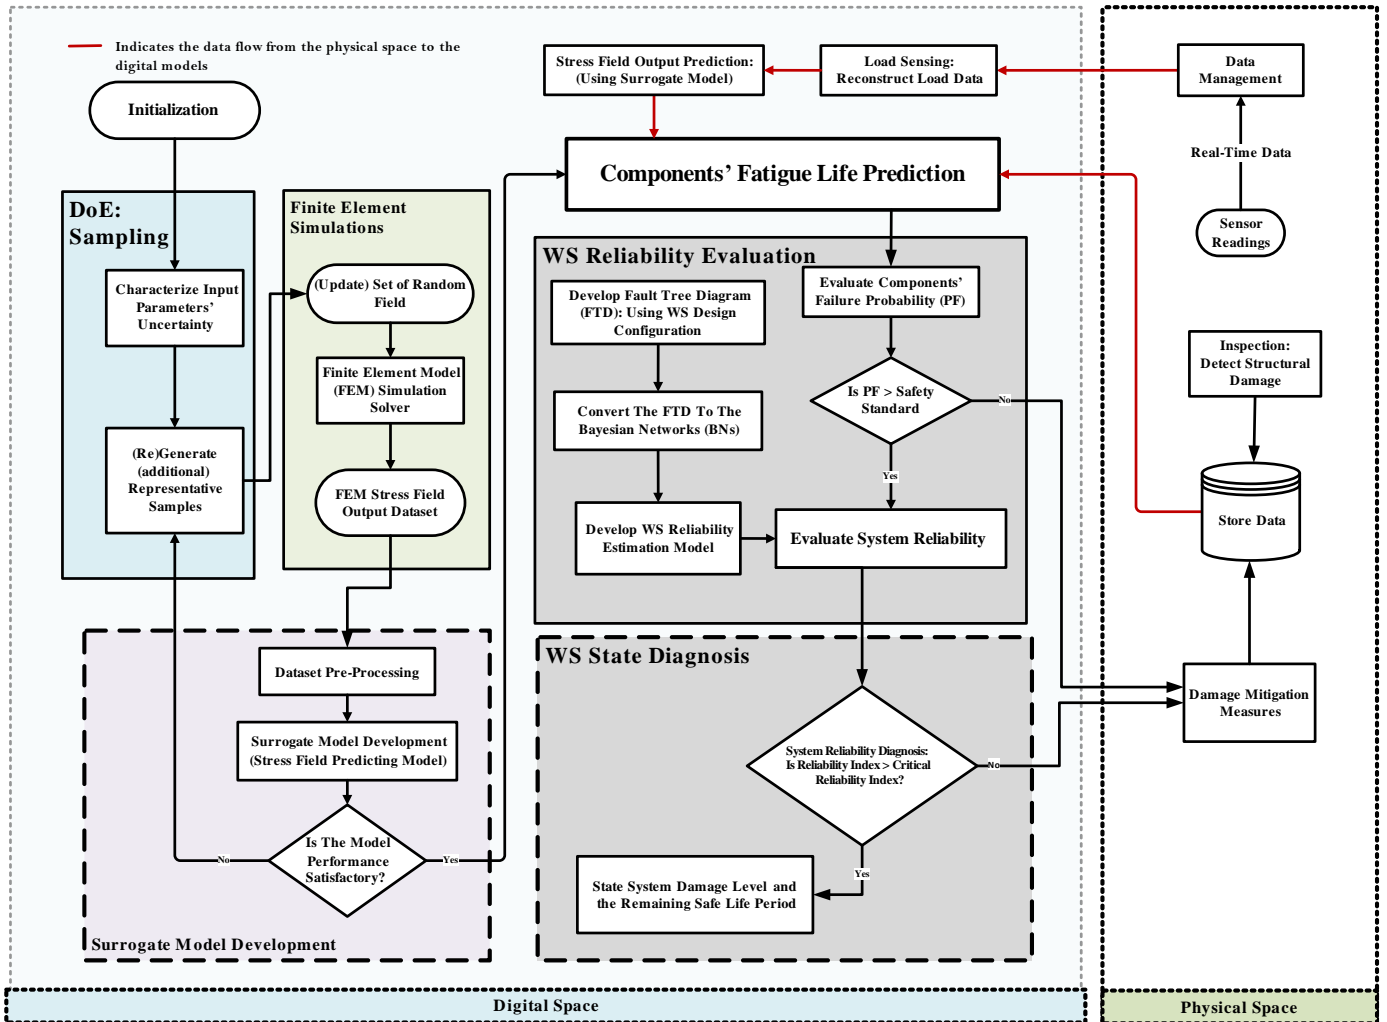 Indicates the data flow from the physical space to the
digital models
Initialization
DoE:
Sampling
Characterize Input
Parameters'
Uncertainty
(Re)Generate
(additional)
Representative
Samples
Finite Element
Simulations
(Update) Set of Random
Field
Finite Element Model
(FEM) Simulation
Solver
FEM Stress Field
Output Dataset
Dataset Pre-Processing
Surrogate Model Development
(Stress Field Predicting Model)
Is The Model
Performance
Satisfactory?
No
Yes
Surrogate Model Development
Stress Field Output Prediction:
(Using Surrogate Model)
Load Sensing:
Reconstruct Load Data
Components' Fatigue Life Prediction
WS Reliability Evaluation
Develop Fault Tree Diagram
(FTD): Using WS Design
Configuration
Convert The FTD To The
Bayesian Networks (BNs)
Develop WS Reliability
Estimation Model
Evaluate Components'
Failure Probability (PF)
Is PF > Safety
Standard
No
Yes
Evaluate System Reliability
WS State Diagnosis
System Reliability Diagnosis:
Is Reliability Index > Critical
Reliability Index?
No
Yes
State System Damage Level and
the Remaining Safe Life Period
Digital Space
Data
Management
Real-Time Data
Sensor
Readings
Inspection:
Detect Structural
Damage
Store Data
Damage Mitigation
Measures
Physical Space